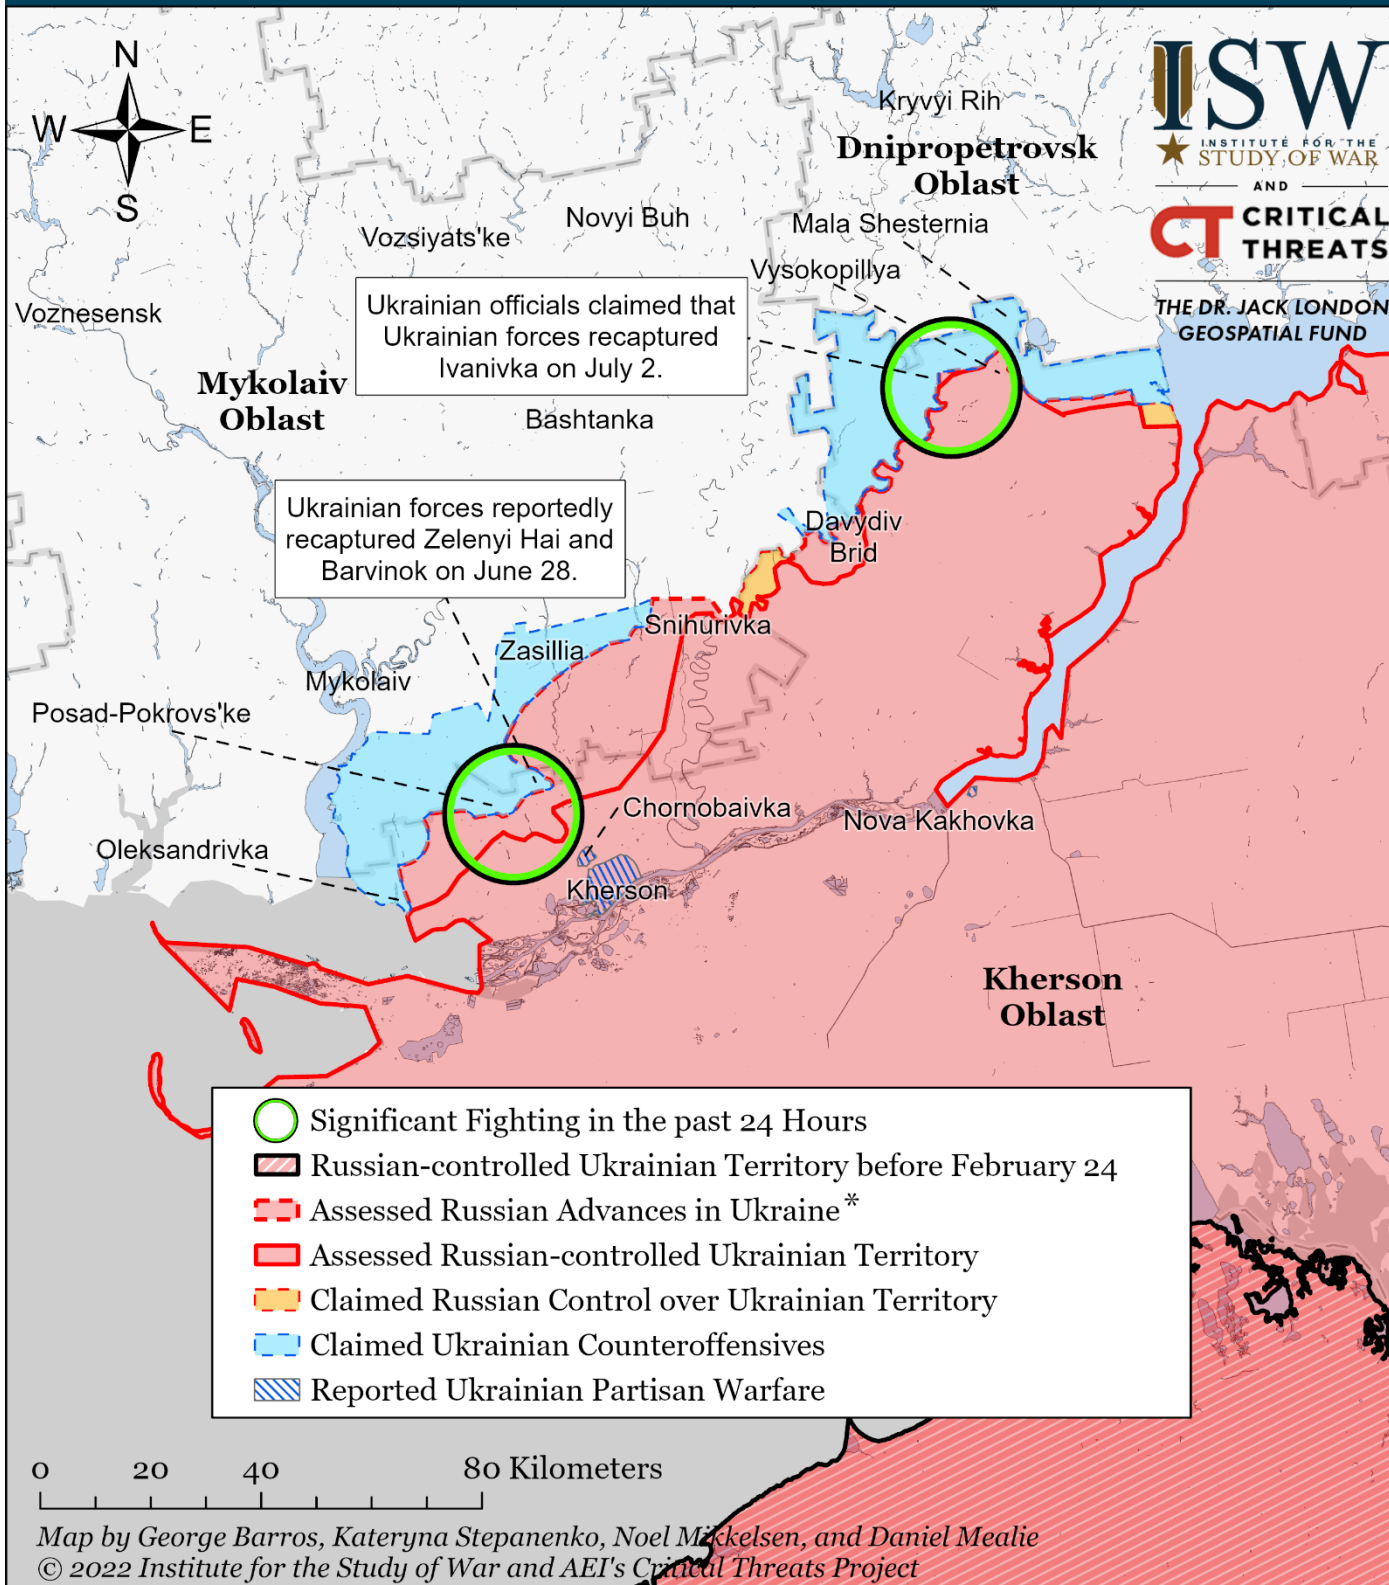 N
W
E
S
ISW
INSTITUTE FOR THE
STUDY OF WAR
AND
CT CRITICAL
THREATS
THE DR. JACK LONDON
GEOSPATIAL FUND
Kryvyi Rih
Dnipropetrovsk
Oblast
Novyi Buh
Mala Shesternia
Vozsiyats'ke
Vysokopillya
Voznesensk
Ukrainian officials claimed that
Ukrainian forces recaptured
Ivanivka on July 2.
Mykolaiv
Oblast
Bashtanka
Ukrainian forces reportedly
recaptured Zelenyi Hai and
Barvinok on June 28.
Davydiv
Brid
Snihurivka
Zasillia
Mykolaiv
Posad-Pokrovs'ke
Chornobaivka
Nova Kakhovka
Oleksandrivka
Kherson
Kherson
Oblast
Significant Fighting in the past 24 Hours
Russian-controlled Ukrainian Territory before February 24
Assessed Russian Advances in Ukraine*
Assessed Russian-controlled Ukrainian Territory
Claimed Russian Control over Ukrainian Territory
Claimed Ukrainian Counteroffensives
Reported Ukrainian Partisan Warfare
0 20 40 80 Kilometers
Map by George Barros, Kateryna Stepanenko, Noel Mikkelsen, and Daniel Mealie
© 2022 Institute for the Study of War and AEI's Critical Threats Project